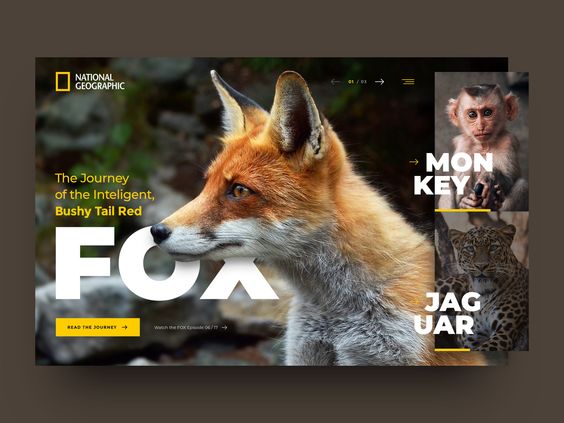 NATIONAL
GEOGRAPHIC
01 / 03
The Journey
of the Inteligent,
Bushy Tail Red
FOX
READ THE JOURNEY
Watch the FOX Episode 06 / 17
MON
KEY
JAG
UAR